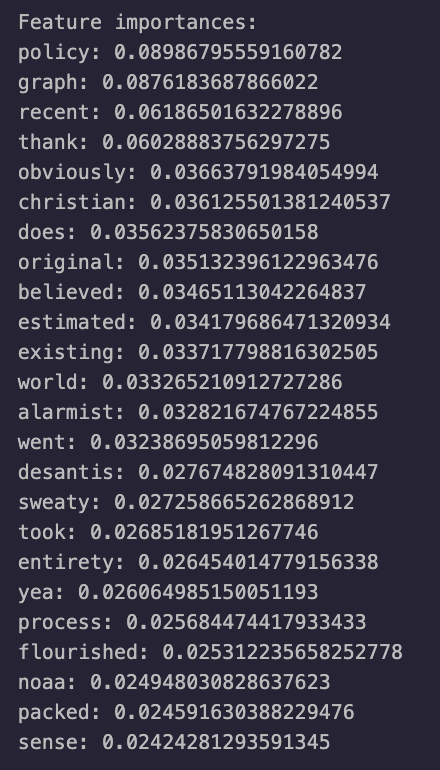 Feature importances:
policy: 0.08986795559160782
graph: 0.0876183687866022
recent: 0.06186501632278896
thank: 0.06028883756297275
obviously: 0.03663791984054994
christian: 0.036125501381240537
does: 0.03562375830650158
original: 0.035132396122963476
believed: 0.03465113042264837
estimated: 0.034179686471320934
existing: 0.033717798816302505
world: 0.033265210912727286
alarmist: 0.032821674767224855
went: 0.03238695059812296
desantis: 0.027674828091310447
sweaty: 0.027258665262868912
took: 0.02685181951267746
entirety: 0.026454014779156338
yea: 0.026064985150051193
process: 0.025684474417933433
flourished: 0.025312235658252778
noaa: 0.024948030828637623
packed: 0.024591630388229476
sense: 0.02424281293591345